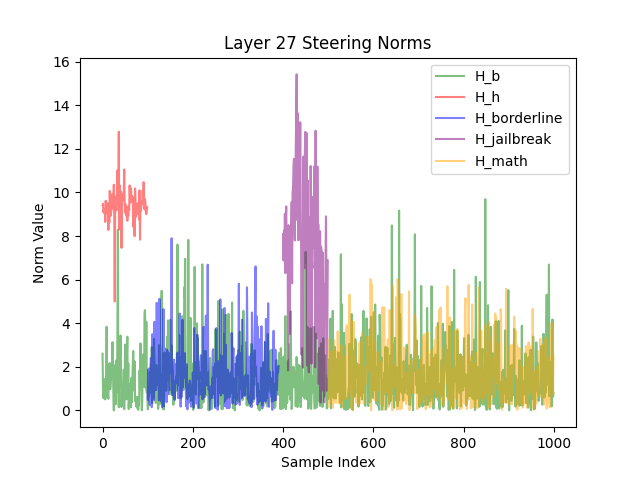 Layer 27 Steering Norms
16
14
12
10
8
6
4
2
0
Norm Value
H_b
H_h
H_borderline
H_jailbreak
H_math
0 200 400 600 800 1000
Sample Index